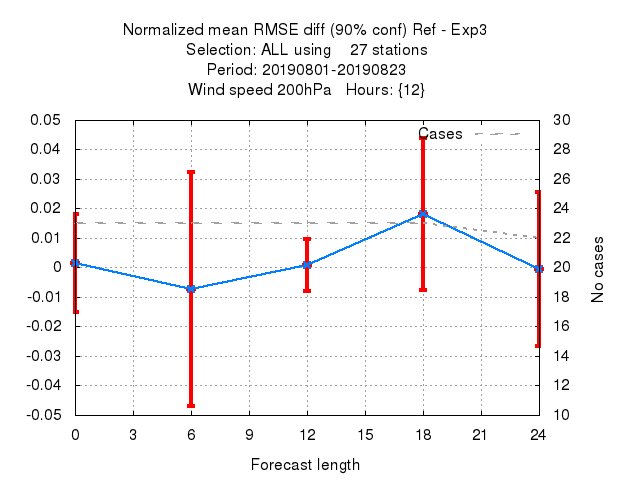 Normalized mean RMSE diff (90% conf) Ref - Exp3
Selection: ALL using    27 stations
Period: 20190801-20190823
Wind speed 200hPa   Hours: {12}
Cases
0.05
0.04
0.03
0.02
0.01
0
-0.01
-0.02
-0.03
-0.04
-0.05
30
28
26
24
22
20
18
16
14
12
10
No cases
0 3 6 9 12 15 18 21 24
Forecast length